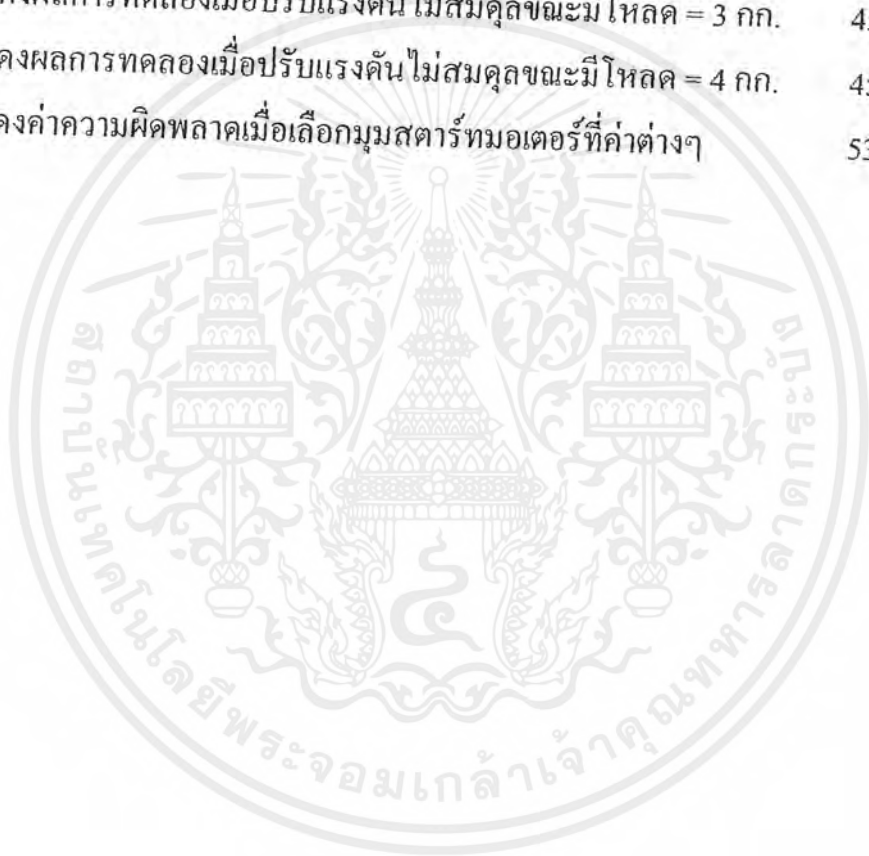 ผลการทดลองเมื่อปรับแรงดันไม่สมดุลขณะมีโหลด = 3 กก.
ดงผลการทดลองเมื่อปรับแรงดันไม่สมดุลขณะมีโหลด = 4 กก.
ดงค่าความผิดพลาดเมื่อเลือกมุมสตาร์ทมอเตอร์ที่ค่าต่างๆ 53
สถาบันเทคโนโลยีพระจอมเกล้าเจ้าคุณทหารลาดกระบัง